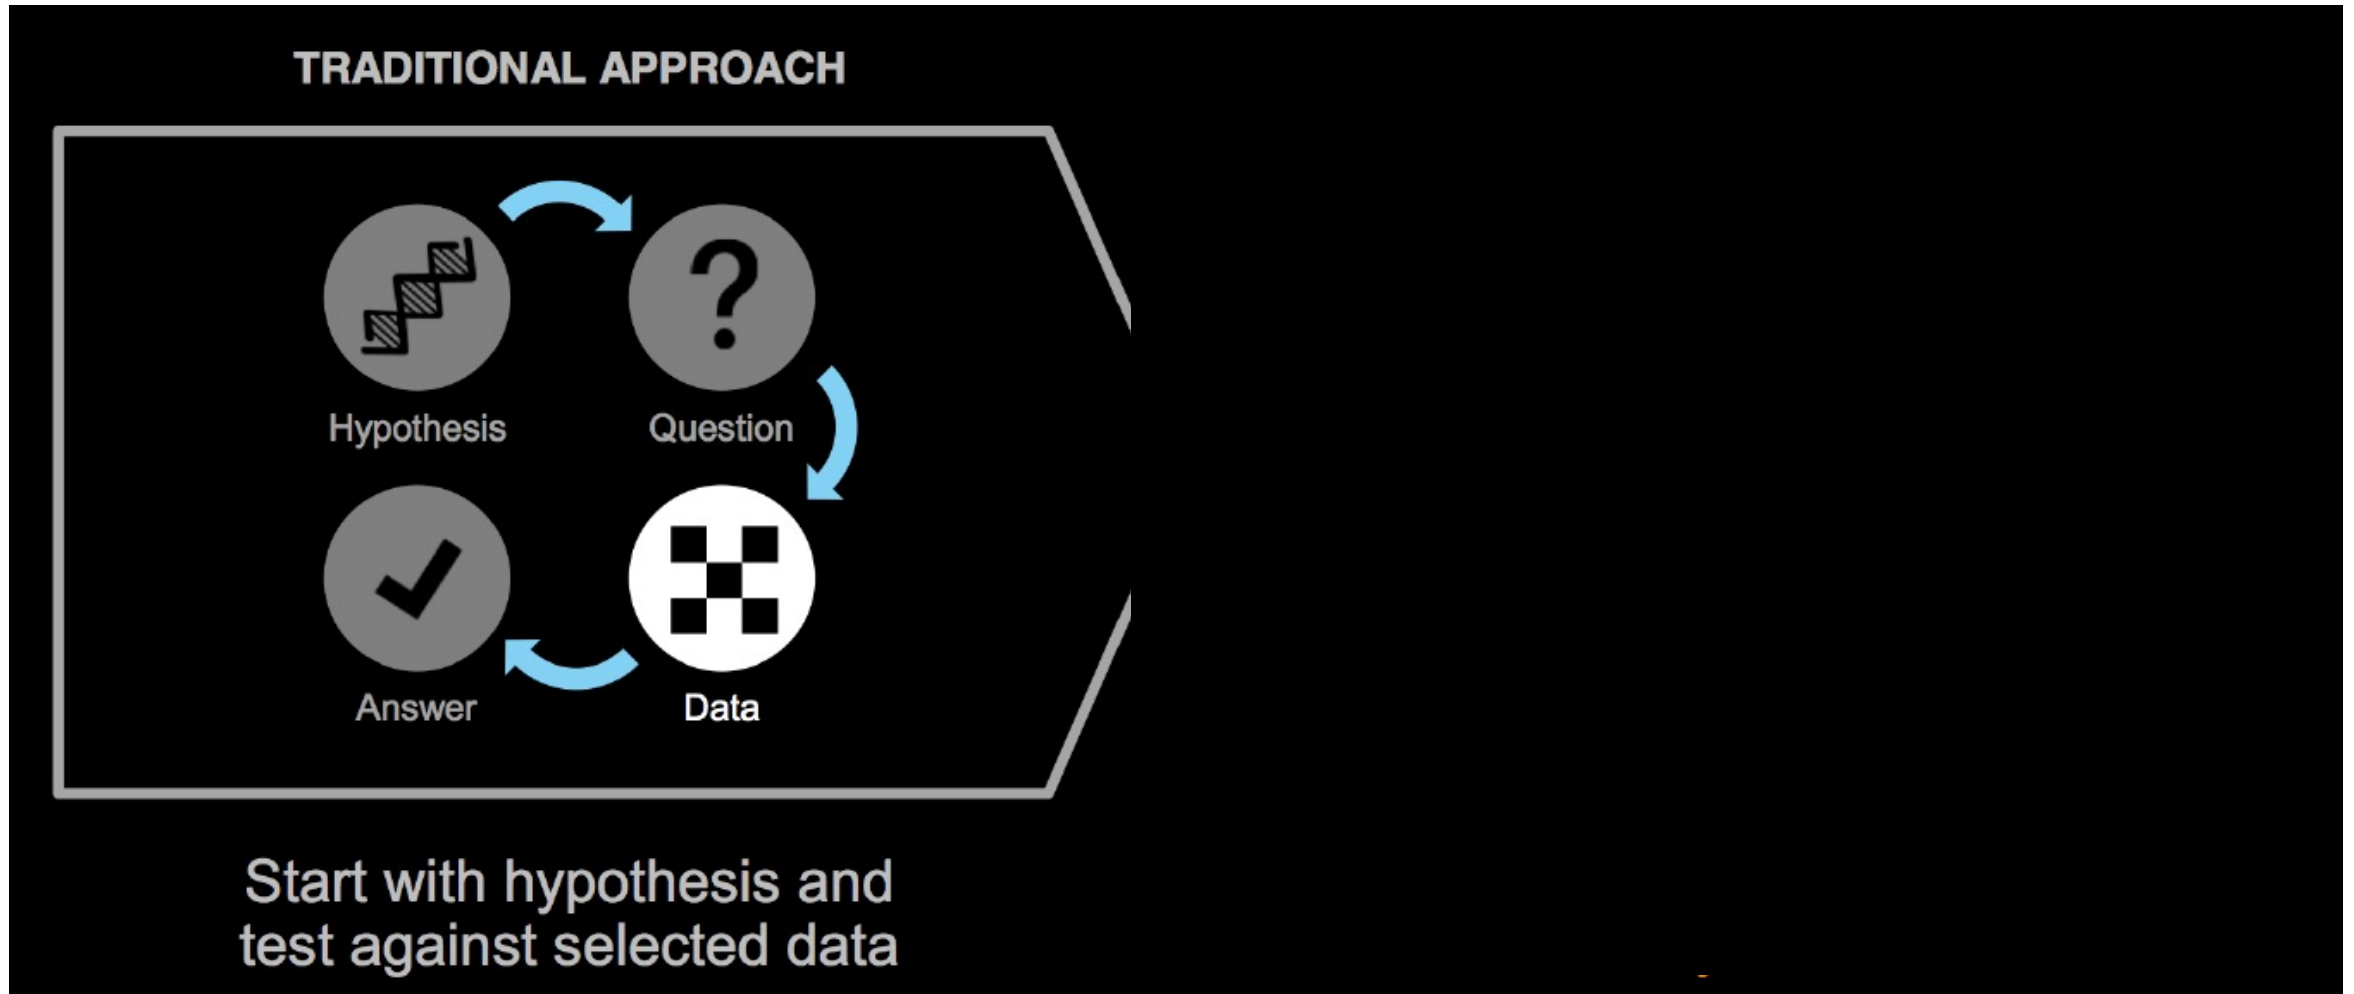 TRADITIONAL APPROACH
?
Hypothesis
Question
Answer
Data
Start with hypothesis and
test against selected data